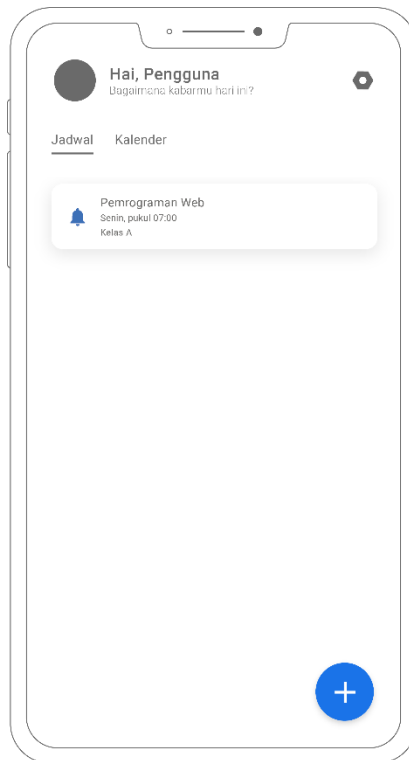 Hai, Pengguna
Bagaimana kabarmu hari ini?
Jadwal Kalender
Pemrograman Web
Senin, pukul 07:00
Kelas A